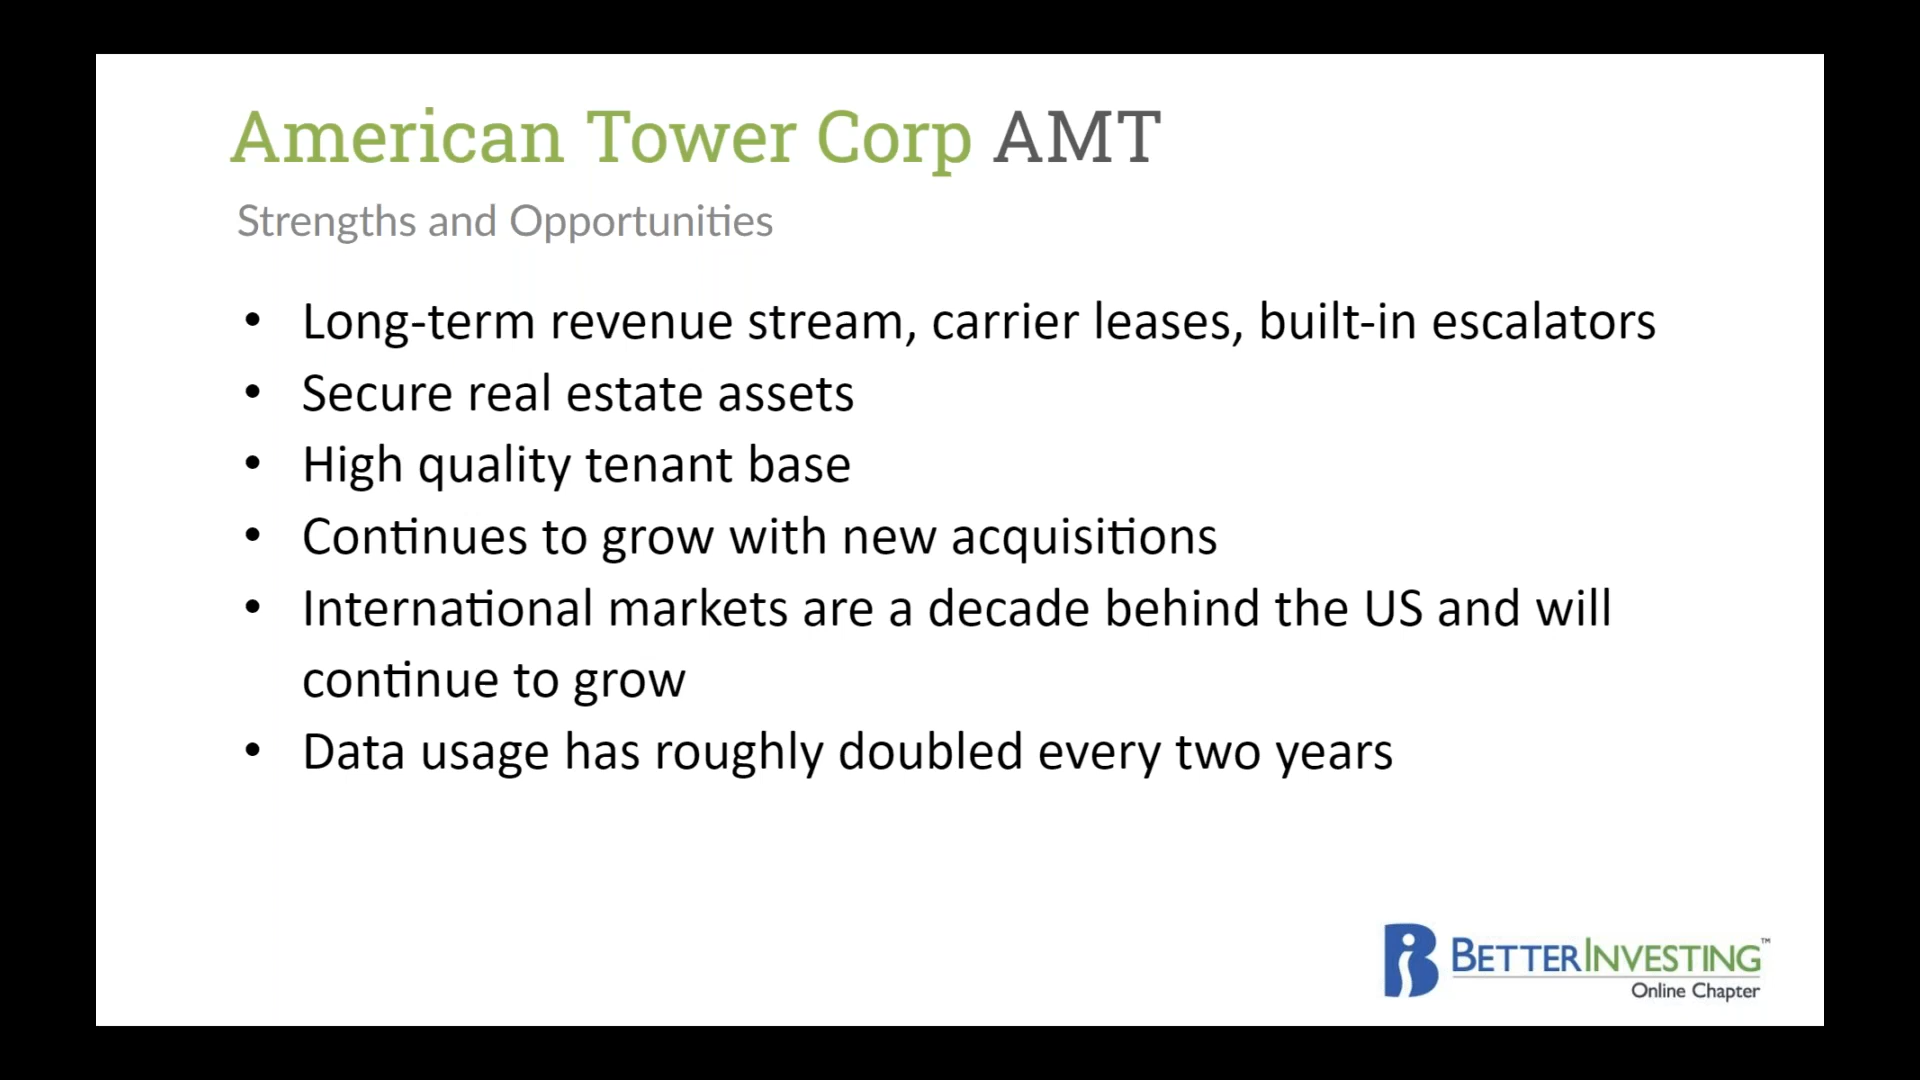 American Tower Corp AMT
Strengths and Opportunities
• Long-term revenue stream, carrier leases, built-in escalators
• Secure real estate assets
• High quality tenant base
• Continues to grow with new acquisitions
• International markets are a decade behind the US and will
continue to grow
• Data usage has roughly doubled every two years
BETTERINVESTING™
Online Chapter